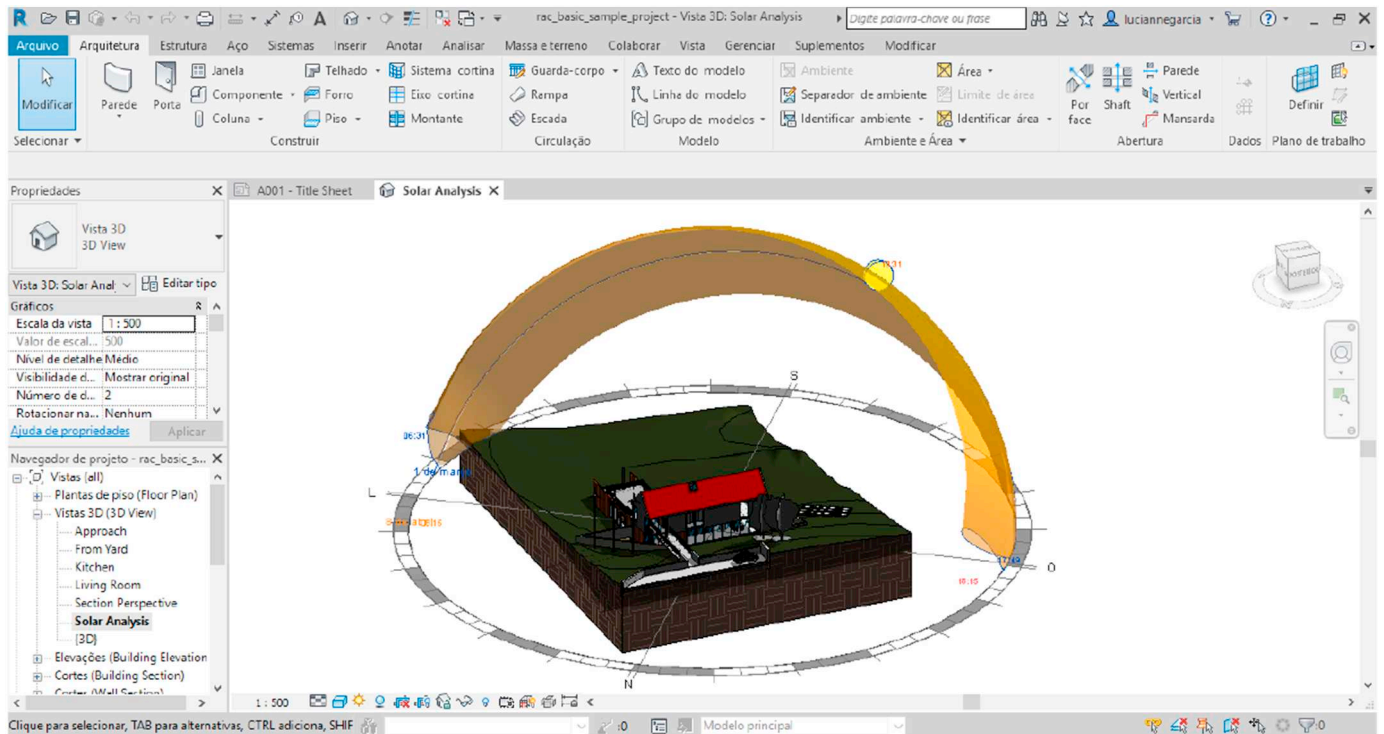 rac_basic_sample_project - Vista 3D: Solar Analysis
Digite palavra-chave ou frase
luciannegarcia
Arquivo Arquitetura Estrutura Aço Sistemas Inserir Anotar Analisar Massa e terreno Colaborar Vista Gerenciar Suplementos Modificar
Modificar
Parede
Porta
Janela
Componente
Coluna
Telhado
Forro
Piso
Sistema cortina
Eixo cortina
Montante
Guarda-corpo
Rampa
Escada
Texto do modelo
Linha do modelo
Grupo de modelos
Ambiente
Separador de ambiente
Identificar ambiente
Área
Limite de área
Identificar área
Por face
Shaft
Parede
Vertical
Mansarda
Definir
Selecionar Construir Circulação Modelo Ambiente e Área Abertura Dados Plano de trabalho
Propriedades
A001 - Title Sheet
Solar Analysis
Vista 3D
3D View
Vista 3D: Solar Anal
Editar tipo
Gráficos
Escala da vista 1 : 500
Valor de escal... 500
Nível de detalhe Médio
Visibilidade d... Mostrar original
Número de d... 2
Rotacionar na... Nenhum
Ajuda de propriedades Aplicar
Navegador de projeto - rac_basic_s...
Vistas (all)
Plantas de piso (Floor Plan)
Vistas 3D (3D View)
Approach
From Yard
Kitchen
Living Room
Section Perspective
Solar Analysis
{3D}
Elevações (Building Elevation
Cortes (Building Section)
Cortes (Wall Section)
S
06:31
L
O
N
1 : 500
Clique para selecionar, TAB para alternativas, CTRL adiciona, SHIF
:0
Modelo principal
:0